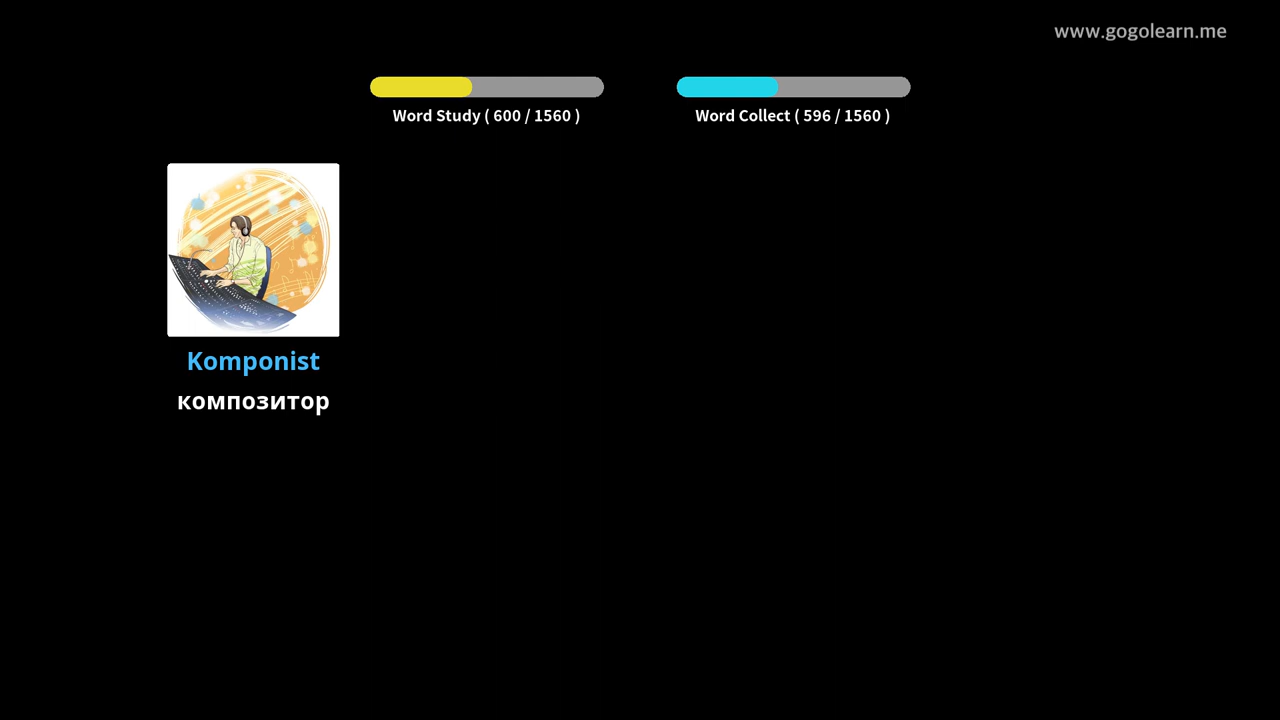 www.gogolearn.me
Word Study ( 600 / 1560 )
Word Collect ( 596 / 1560 )
Komponist
композитор